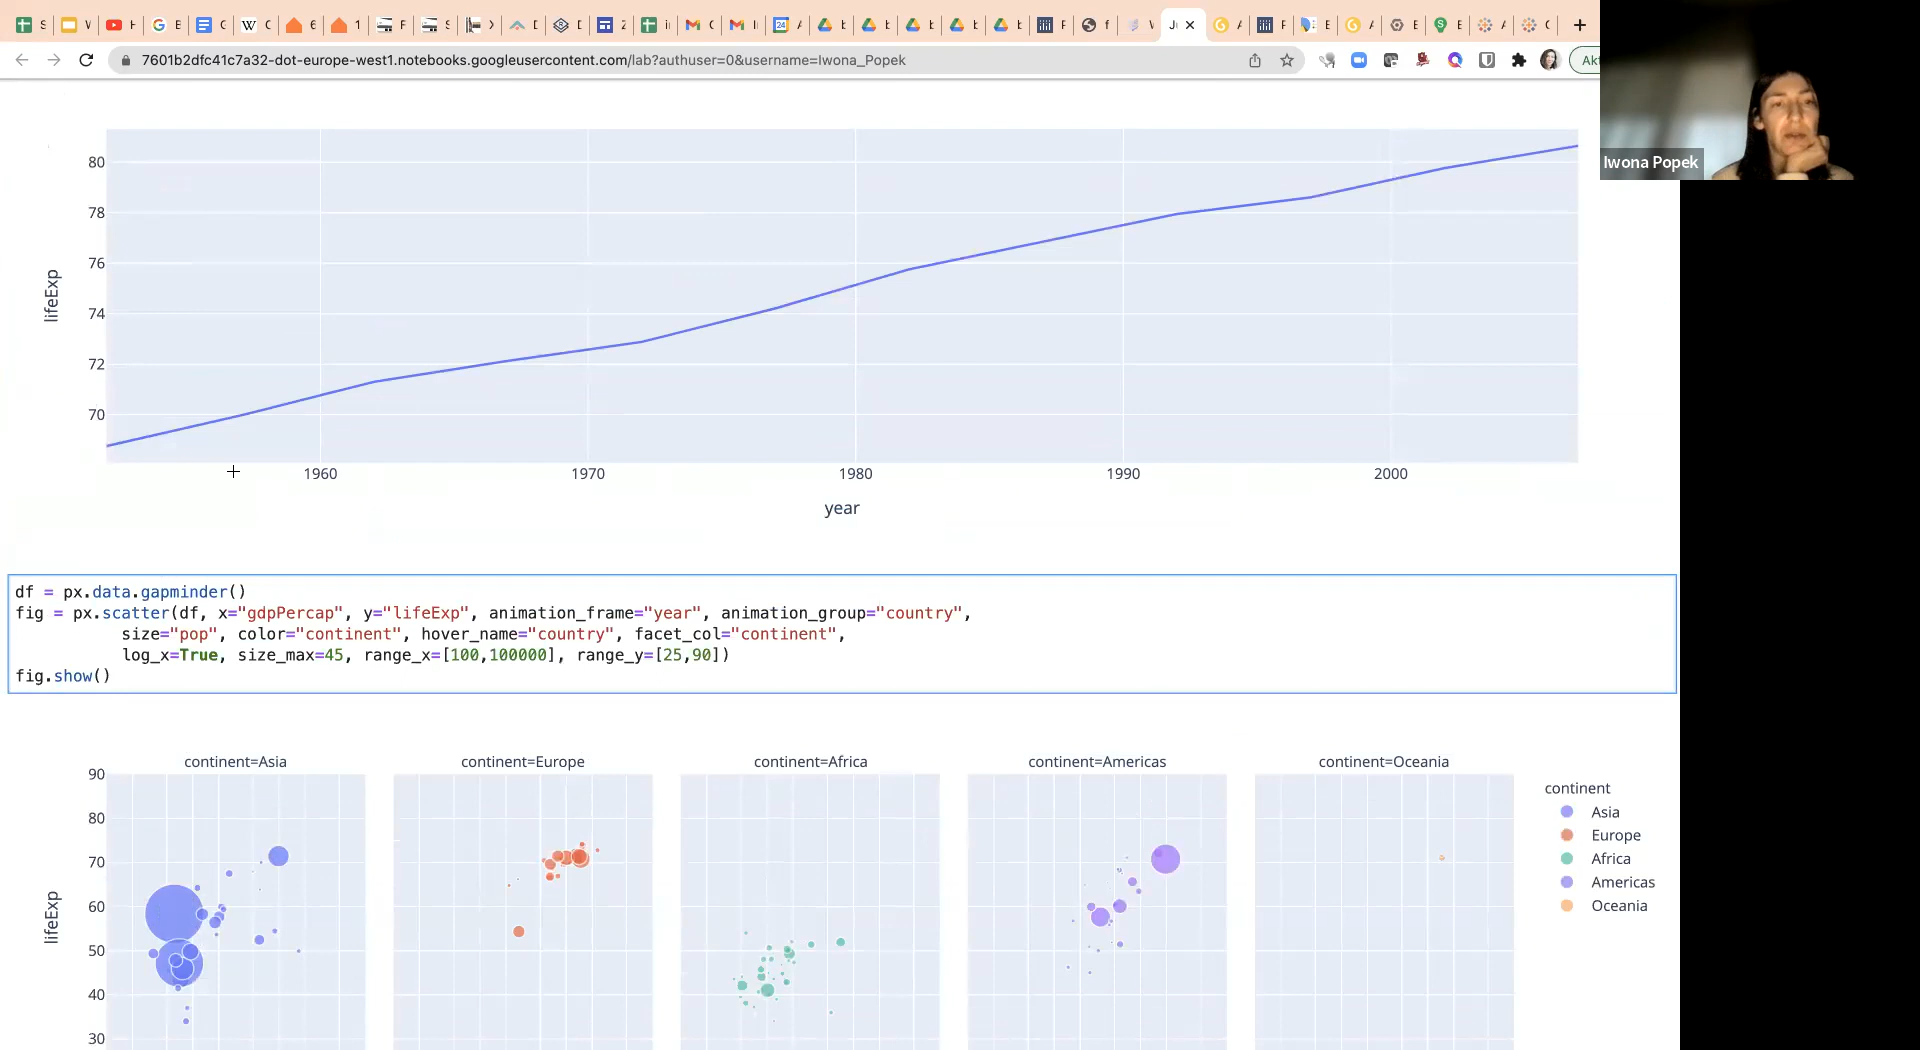 7601b2dfc41c7a32-dot-europe-west1.notebooks.googleusercontent.com/lab?authuser=0&username=Iwona_Popek
Iwona Popek
80
78
76
74
72
70
lifeExp
1960 1970 1980 1990 2000
year
df = px.data.gapminder()
fig = px.scatter(df, x="gdpPercap", y="lifeExp", animation_frame="year", animation_group="country",
size="pop", color="continent", hover_name="country", facet_col="continent",
log_x=True, size_max=45, range_x=[100,100000], range_y=[25,90])
fig.show()
continent=Asia continent=Europe continent=Africa continent=Americas continent=Oceania
90
80
70
60
50
40
30
lifeExp
continent
Asia
Europe
Africa
Americas
Oceania